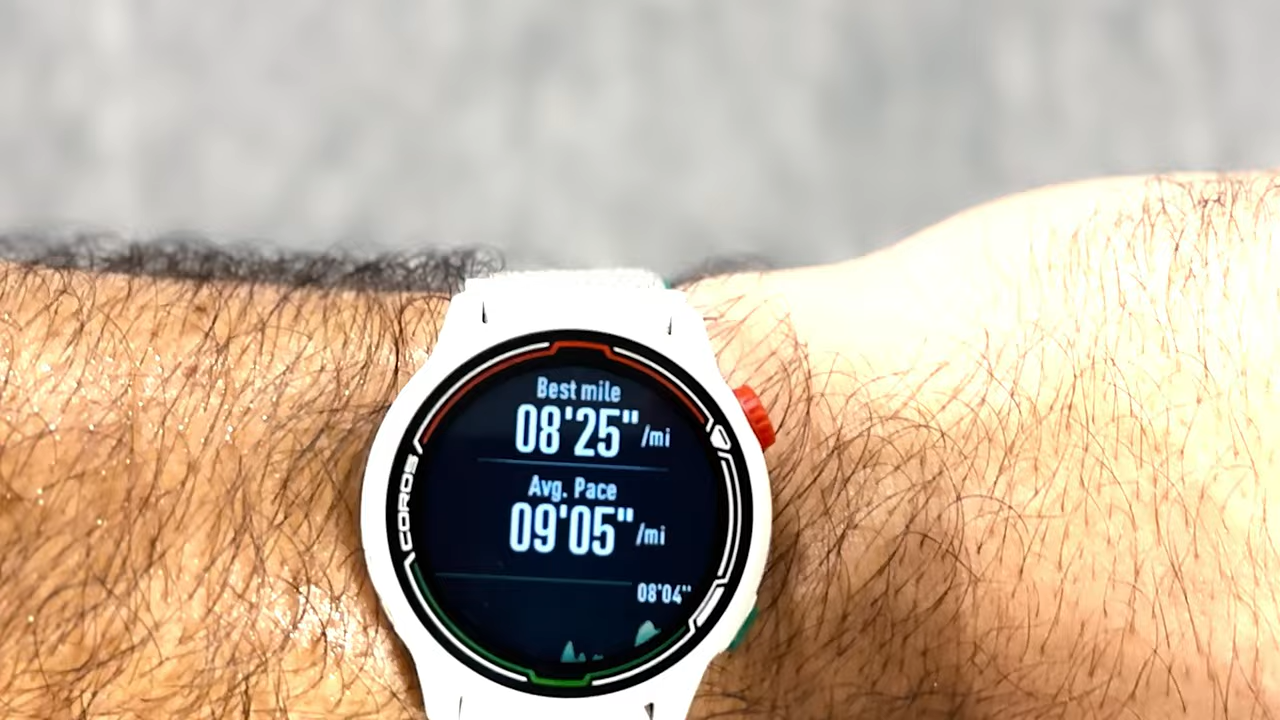 Best mile
08'25" /mi
Avg. Pace
09'05" /mi
08'04"
COROS